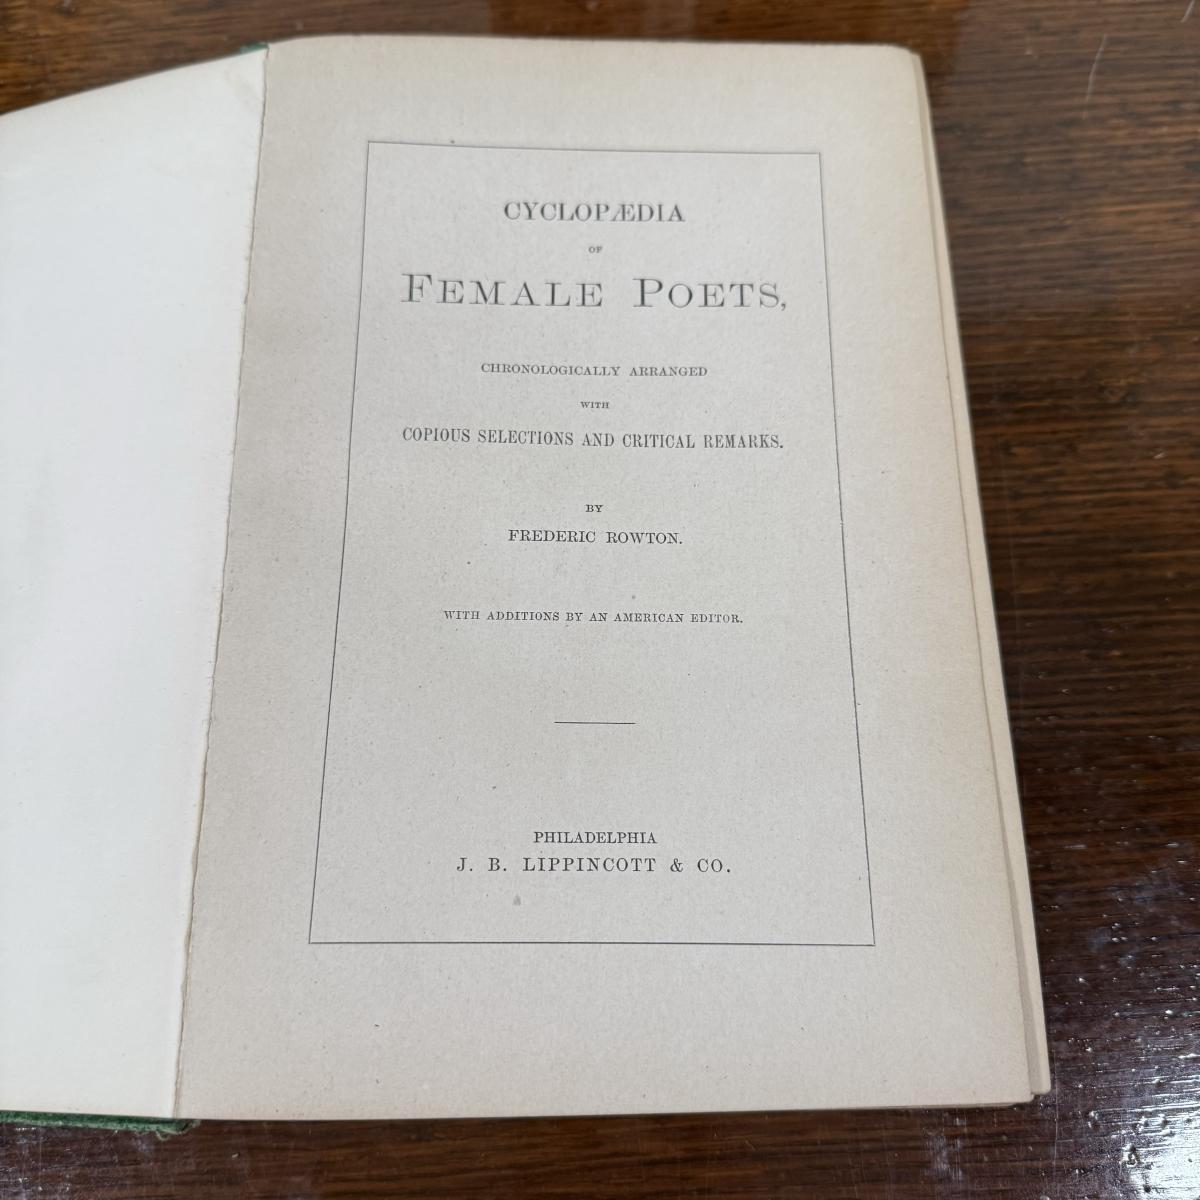 CYCLOPÆDIA
OF
FEMALE POETS,
CHRONOLOGICALLY ARRANGED
WITH
COPIOUS SELECTIONS AND CRITICAL REMARKS.
BY
FREDERIC ROWTON.
WITH ADDITIONS BY AN AMERICAN EDITOR.
PHILADELPHIA
J. B. LIPPINCOTT & CO.